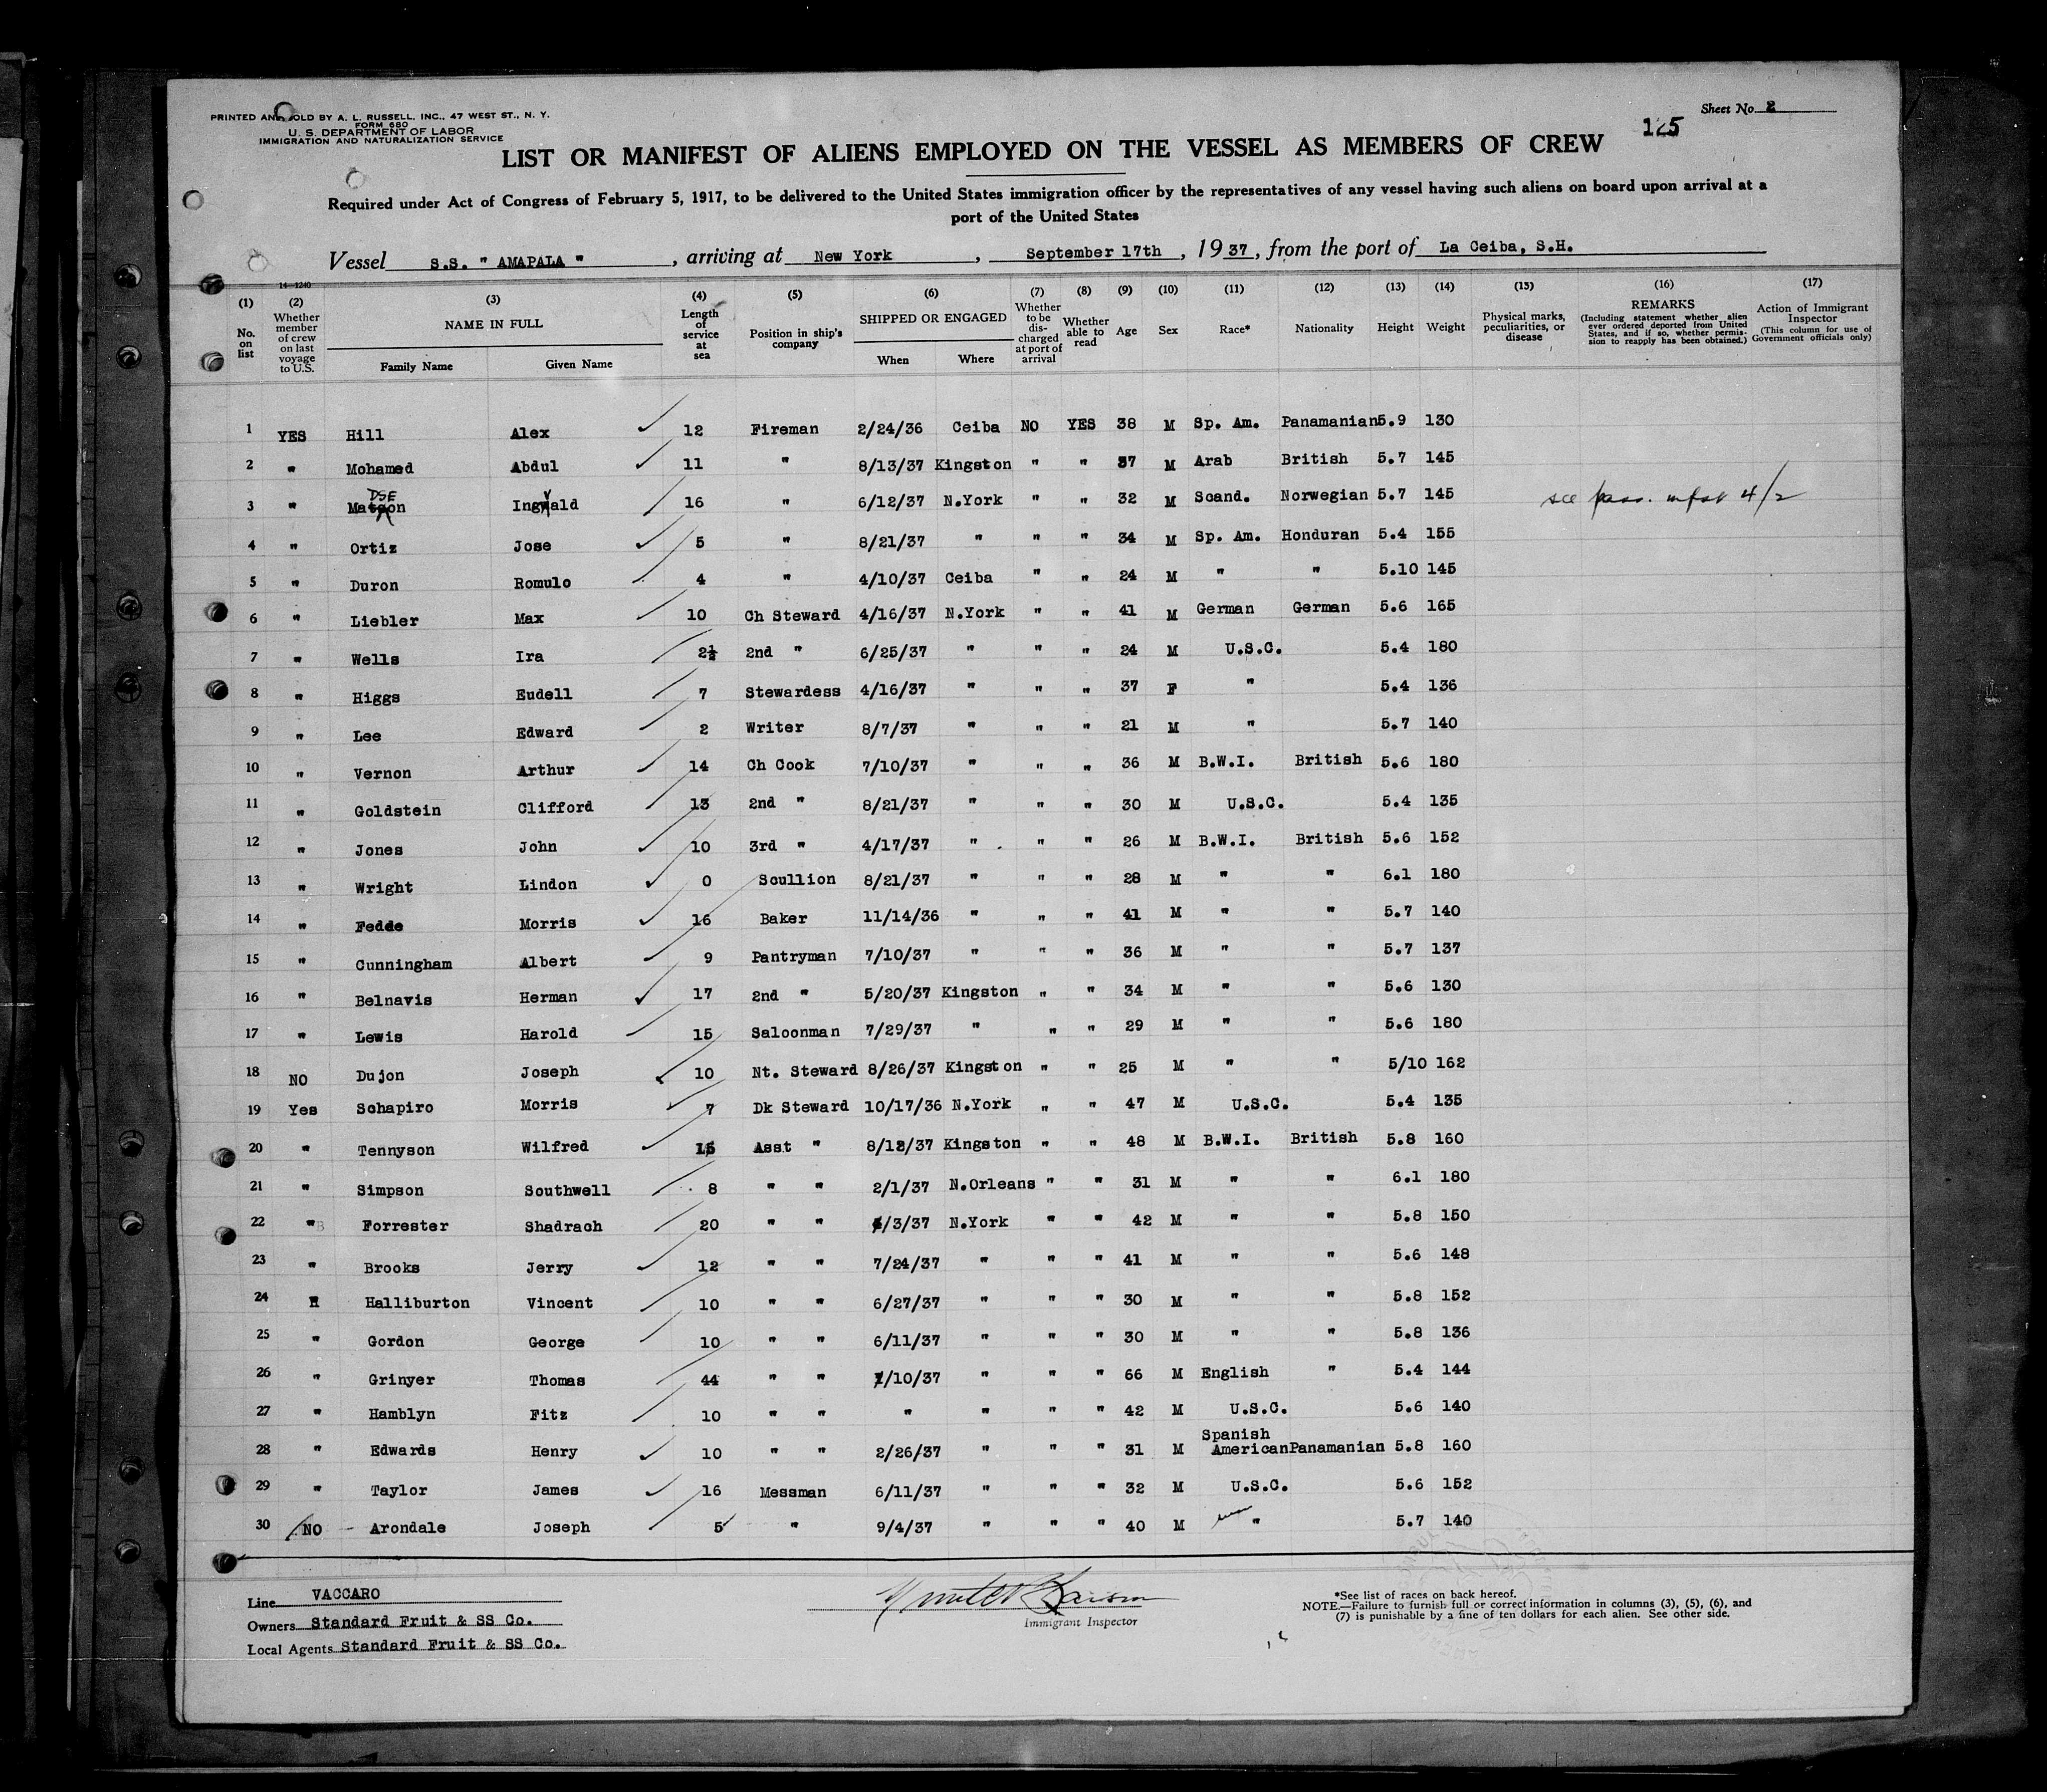 Sheet No. 2
PRINTED AND SOLD BY A. L. RUSSELL, INC., 47 WEST ST., N. Y.
FORM 680
U. S. DEPARTMENT OF LABOR
IMMIGRATION AND NATURALIZATION SERVICE
125
LIST OR MANIFEST OF ALIENS EMPLOYED ON THE VESSEL AS MEMBERS OF CREW
Required under Act of Congress of February 5, 1917, to be delivered to the United States immigration officer by the representatives of any vessel having such aliens on board upon arrival at a
port of the United States
Vessel S.S. " AMAPALA " , arriving at New York , September 17th , 19 37 , from the port of La Ceiba, S.H.
14—1240
(1) No. on list
(2) Whether member of crew on last voyage to U.S.
(3) NAME IN FULL Family Name Given Name
(4) Length of service at sea
(5) Position in ship's company
(6) SHIPPED OR ENGAGED When Where
(7) Whether to be dis-charged at port of arrival
(8) Whether able to read
(9) Age
(10) Sex
(11) Race*
(12) Nationality
(13) Height
(14) Weight
(15) Physical marks, peculiarities, or disease
(16) REMARKS (Including statement whether alien ever ordered deported from United States, and if so, whether permis-sion to reapply has been obtained.)
(17) Action of Immigrant Inspector (This column for use of Government officials only)
1 YES Hill Alex 12 Fireman 2/24/36 Ceiba NO YES 38 M Sp. Am. Panamanian 5.9 130
2 " Mohamed Abdul 11 " 8/13/37 Kingston " " 37 M Arab British 5.7 145
3 " Matson DSE Ingwald V 16 " 6/12/37 N.York " " 32 M Scand. Norwegian 5.7 145 see pass. mfst 4/2
4 " Ortiz Jose 5 " 8/21/37 " " " 34 M Sp. Am. Honduran 5.4 155
5 " Duron Romulo 4 " 4/10/37 Ceiba " " 24 M " " 5.10 145
6 " Liebler Max 10 Ch Steward 4/16/37 N.York " " 41 M German German 5.6 165
7 " Wells Ira 2½ 2nd " 6/25/37 " " " 24 M U.S.C. 5.4 180
8 " Higgs Eudell 7 Stewardess 4/16/37 " " " 37 F " 5.4 136
9 " Lee Edward 2 Writer 8/7/37 " " " 21 M " 5.7 140
10 " Vernon Arthur 14 Ch Cook 7/10/37 " " " 36 M B.W.I. British 5.6 180
11 " Goldstein Clifford 13 2nd " 8/21/37 " " " 30 M U.S.C. 5.4 135
12 " Jones John 10 3rd " 4/17/37 " " " 26 M B.W.I. British 5.6 152
13 " Wright Lindon 0 Scullion 8/21/37 " " " 28 M " " 6.1 180
14 " Fedde Morris 16 Baker 11/14/36 " " " 41 M " " 5.7 140
15 " Cunningham Albert 9 Pantryman 7/10/37 " " " 36 M " " 5.7 137
16 " Belnavis Herman 17 2nd " 5/20/37 Kingston " " 34 M " " 5.6 130
17 " Lewis Harold 15 Saloonman 7/29/37 " " " 29 M " " 5.6 180
18 NO Dujon Joseph 10 Nt. Steward 8/26/37 Kingston " " 25 M " " 5/10 162
19 Yes Schapiro Morris 7 Dk Steward 10/17/36 N.York " " 47 M U.S.C. 5.4 135
20 " Tennyson Wilfred 15 Asst " 8/12/37 Kingston " " 48 M B.W.I. British 5.8 160
21 " Simpson Southwell 8 " " 2/1/37 N.Orleans " " 31 M " " 6.1 180
22 " Forrester Shadrach 20 " " /3/37 N.York " " 42 M " " 5.8 150
23 " Brooks Jerry 12 " " 7/24/37 " " " 41 M " " 5.6 148
24 " Halliburton Vincent 10 " " 6/27/37 " " " 30 M " " 5.8 152
25 " Gordon George 10 " " 6/11/37 " " " 30 M " " 5.8 136
26 " Grinyer Thomas 44 " " /10/37 " " " 66 M English " 5.4 144
27 " Hamblyn Fitz 10 " " " " " " 42 M U.S.C. 5.6 140
28 " Edwards Henry 10 " " 2/26/37 " " " 31 M Spanish American Panamanian 5.8 160
29 " Taylor James 16 Messman 6/11/37 " " " 32 M U.S.C. 5.6 152
30 NO Arondale Joseph 5 " 9/4/37 " " " 40 M " 5.7 140
Line VACCARO
Owners Standard Fruit & SS Co.
Local Agents Standard Fruit & SS Co.
Immigrant Inspector
*See list of races on back hereof.
NOTE.—Failure to furnish full or correct information in columns (3), (5), (6), and
(7) is punishable by a fine of ten dollars for each alien. See other side.